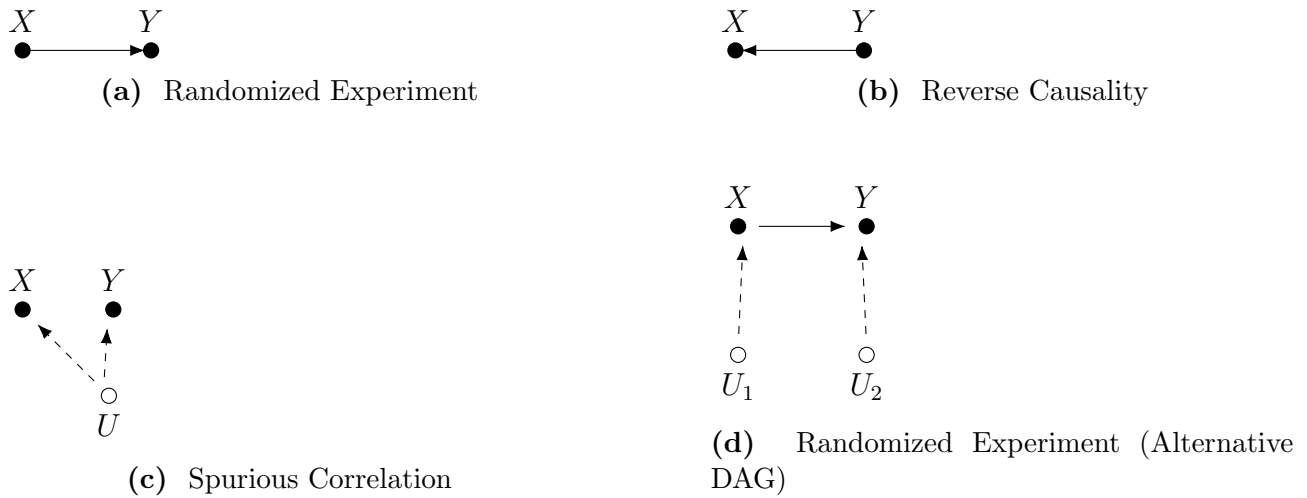 X Y
(a) Randomized Experiment
X Y
(b) Reverse Causality
X Y
U
(c) Spurious Correlation
X Y
U₁ U₂
(d) Randomized Experiment (Alternative
DAG)